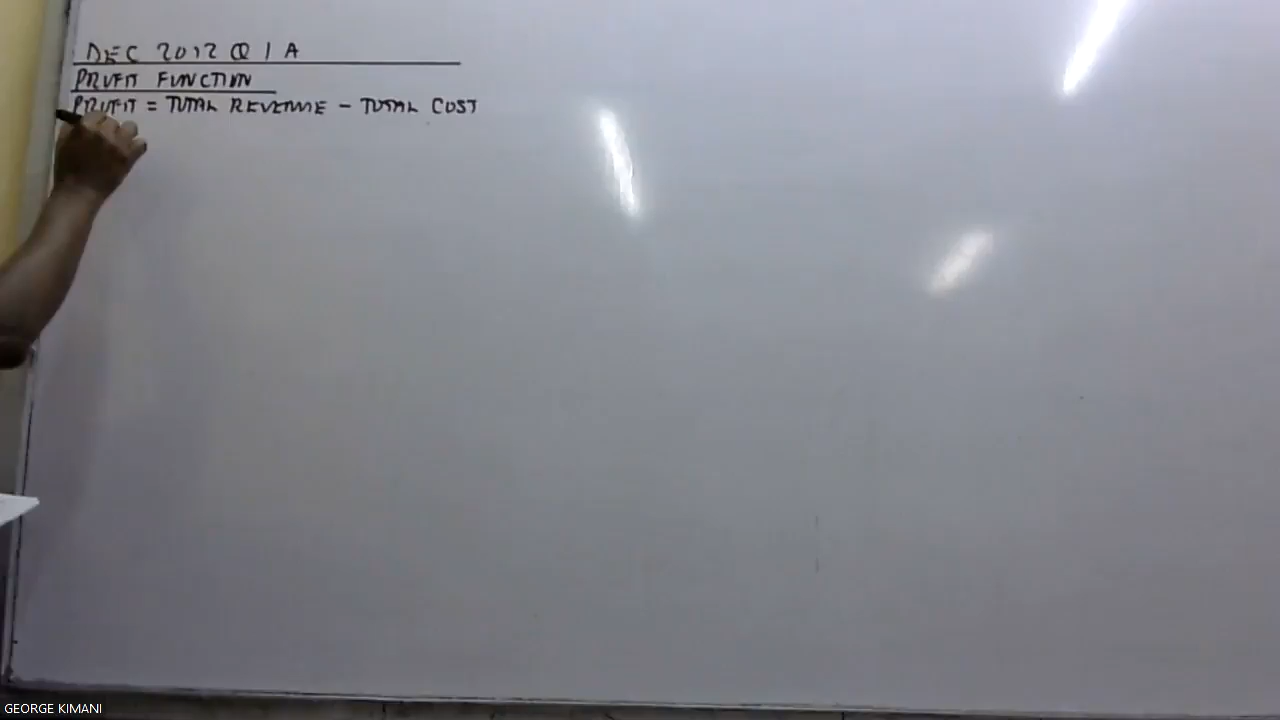 DEC 2012 Q 1 A
PROFIT FUNCTION
PROFIT = TOTAL REVENUE - TOTAL COST
GEORGE KIMANI